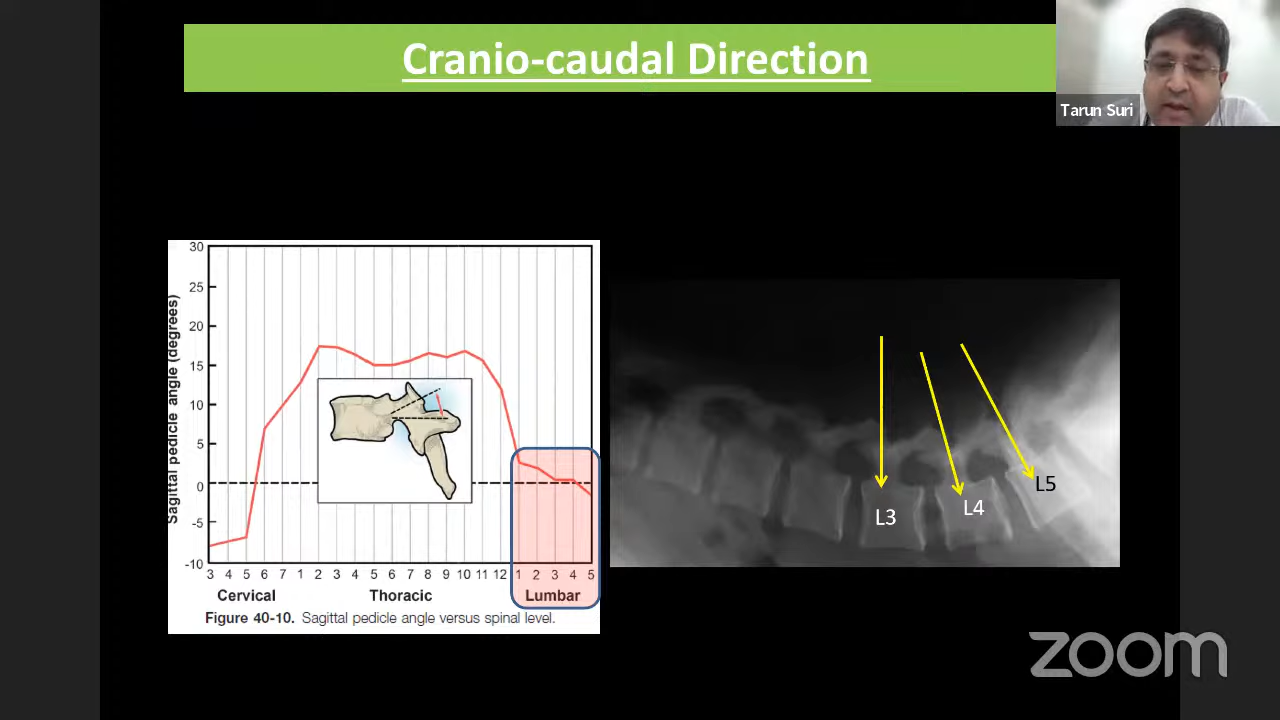 Cranio-caudal Direction
Tarun Suri
30
25
20
15
10
5
0
-5
-10
Sagittal pedicle angle (degrees)
3 4 5 6 7 1 2 3 4 5 6 7 8 9 10 11 12 1 2 3 4 5
Cervical Thoracic Lumbar
Figure 40-10. Sagittal pedicle angle versus spinal level.
L3
L4
L5
zoom